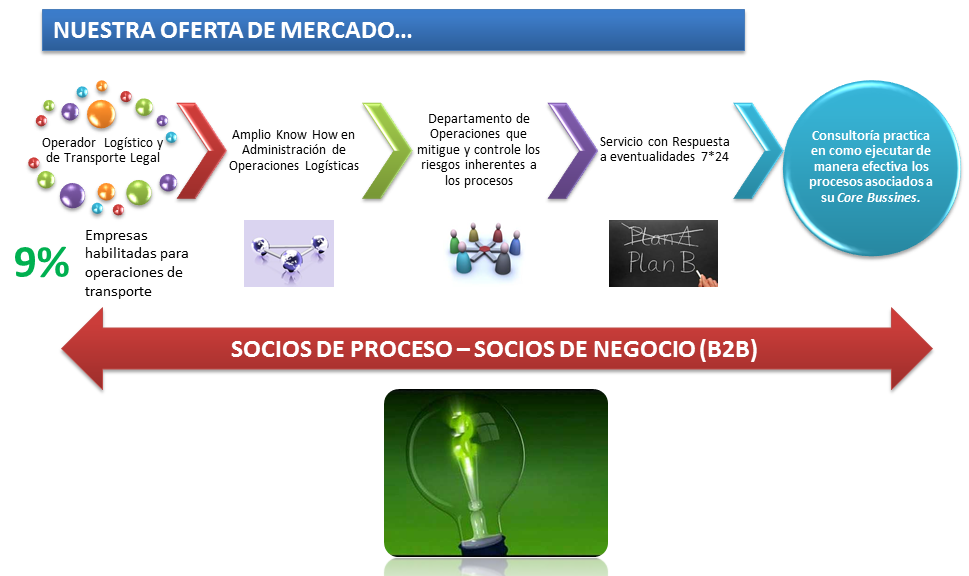 NUESTRA OFERTA DE MERCADO...
Operador Logístico y
de Transporte Legal
Amplio Know How en
Administración de
Operaciones Logísticas
Departamento de
Operaciones que
mitigue y controle los
riesgos inherentes a
los procesos
Servicio con Respuesta
a eventualidades 7*24
Consultoría practica
en como ejecutar de
manera efectiva los
procesos asociados a
su Core Bussines.
9%
Empresas
habilitadas para
operaciones de
transporte
Plan A
Plan B
SOCIOS DE PROCESO – SOCIOS DE NEGOCIO (B2B)